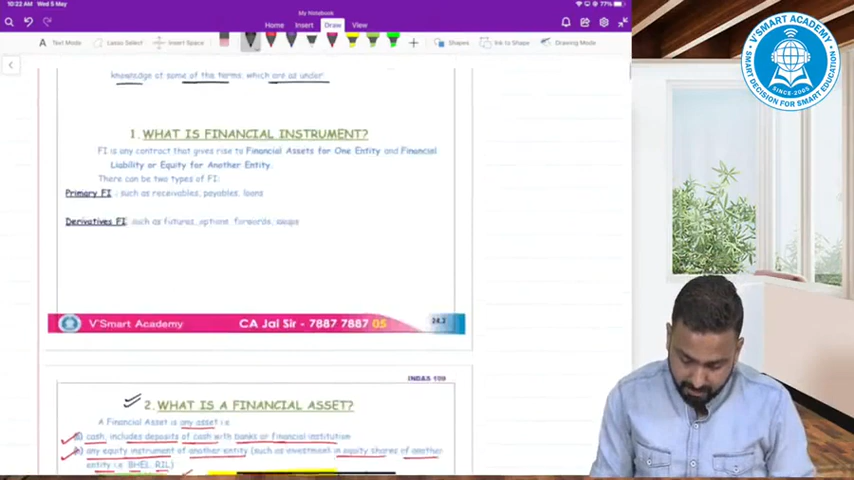 10:22 AM Wed 5 May
77%
My Notebook
Home Insert Draw View
Text Mode Lasso Select Insert Space Shapes Ink to Shape Drawing Mode
knowledge of some of the terms, which are as under
1. WHAT IS FINANCIAL INSTRUMENT?
FI is any contract that gives rise to Financial Assets for One Entity and Financial
Liability or Equity for Another Entity.
There can be two types of FI:
Primary FI : such as receivables, payables, loans
Derivatives FI: such as futures, options, forwards, swaps
V'Smart Academy CA Jai Sir - 7887 7887 05 24.2
INDAS 109
2. WHAT IS A FINANCIAL ASSET?
A Financial Asset is any asset i.e
a) cash, includes deposits of cash with banks or financial institution
b) any equity instrument of another entity (such as investment in equity shares of another
entity i.e BHEL RIL)
V'SMART ACADEMY
SINCE-2005
SMART DECISION FOR SMART EDUCATION